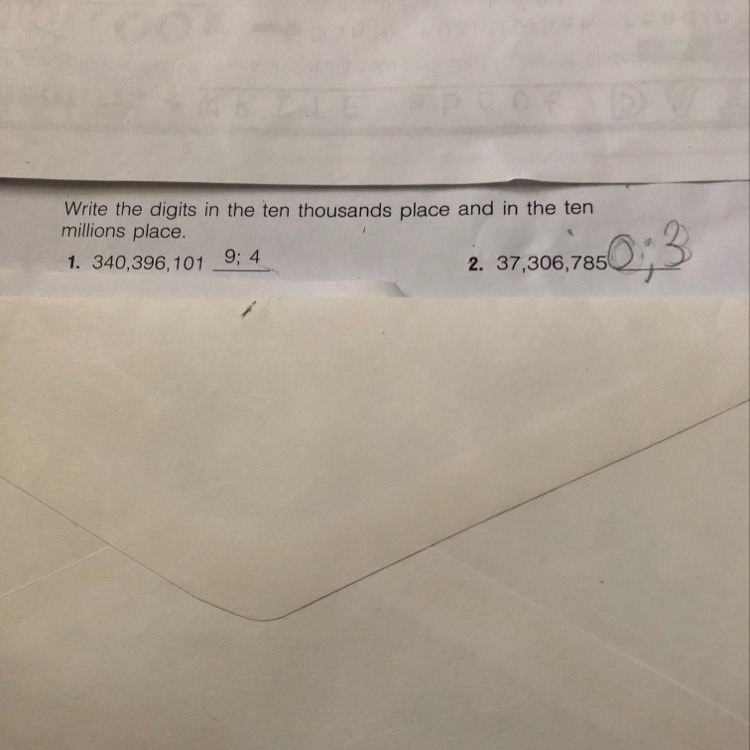 Write the digits in the ten thousands place and in the ten
millions place.
1. 340,396,101 9; 4
2. 37,306,785 0; 3